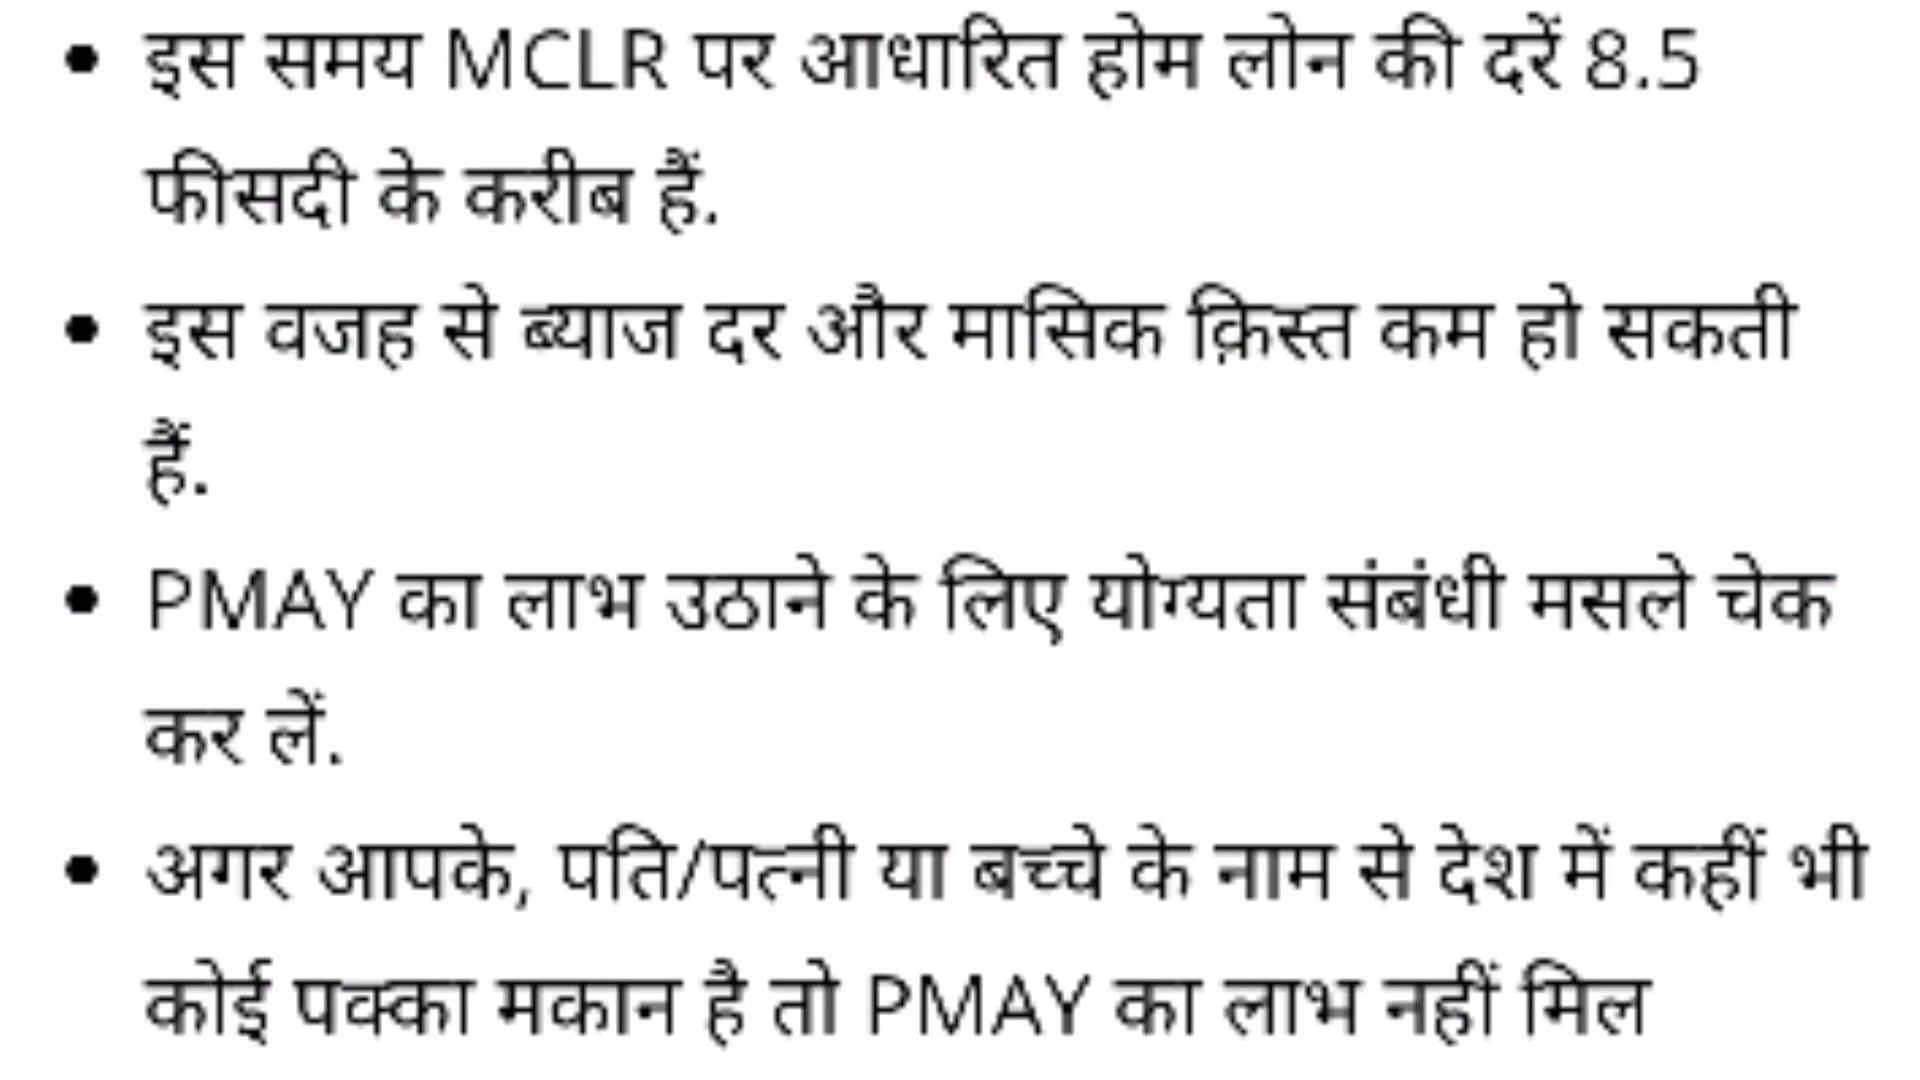 • इस समय MCLR पर आधारित होम लोन की दरें 8.5
फीसदी के करीब हैं.
• इस वजह से ब्याज दर और मासिक क़िस्त कम हो सकती
हैं.
• PMAY का लाभ उठाने के लिए योग्यता संबंधी मसले चेक
कर लें.
• अगर आपके, पति/पत्नी या बच्चे के नाम से देश में कहीं भी
कोई पक्का मकान है तो PMAY का लाभ नहीं मिल